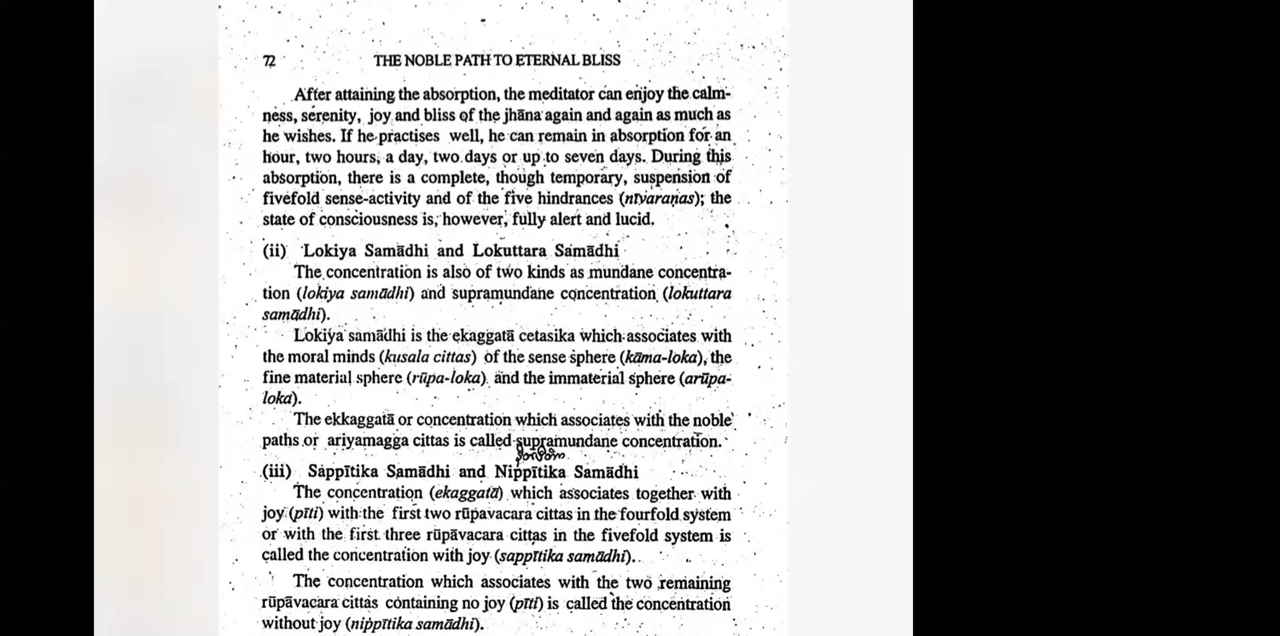 72 THE NOBLE PATH TO ETERNAL BLISS
After attaining the absorption, the meditator can enjoy the calm-
ness, serenity, joy and bliss of the jhāna again and again as much as
he wishes. If he practises well, he can remain in absorption for an
hour, two hours, a day, two days or up to seven days. During this
absorption, there is a complete, though temporary, suspension of
fivefold sense-activity and of the five hindrances (nīvaraṇas); the
state of consciousness is, however, fully alert and lucid.
(ii) Lokiya Samādhi and Lokuttara Samādhi
The concentration is also of two kinds as mundane concentra-
tion (lokiya samādhi) and supramundane concentration (lokuttara
samādhi).
Lokiya samādhi is the ekaggatā cetasika which associates with
the moral minds (kusala cittas) of the sense sphere (kāma-loka), the
fine material sphere (rūpa-loka) and the immaterial sphere (arūpa-
loka).
The ekkaggatā or concentration which associates with the noble
paths or ariyamagga cittas is called supramundane concentration.
(iii) Sappītika Samādhi and Nippītika Samādhi
The concentration (ekaggatā) which associates together with
joy (pīti) with the first two rūpavacara cittas in the fourfold system
or with the first three rūpāvacara cittas in the fivefold system is
called the concentration with joy (sappītika samādhi).
The concentration which associates with the two remaining
rūpāvacara cittas containing no joy (pīti) is called the concentration
without joy (nippītika samādhi).